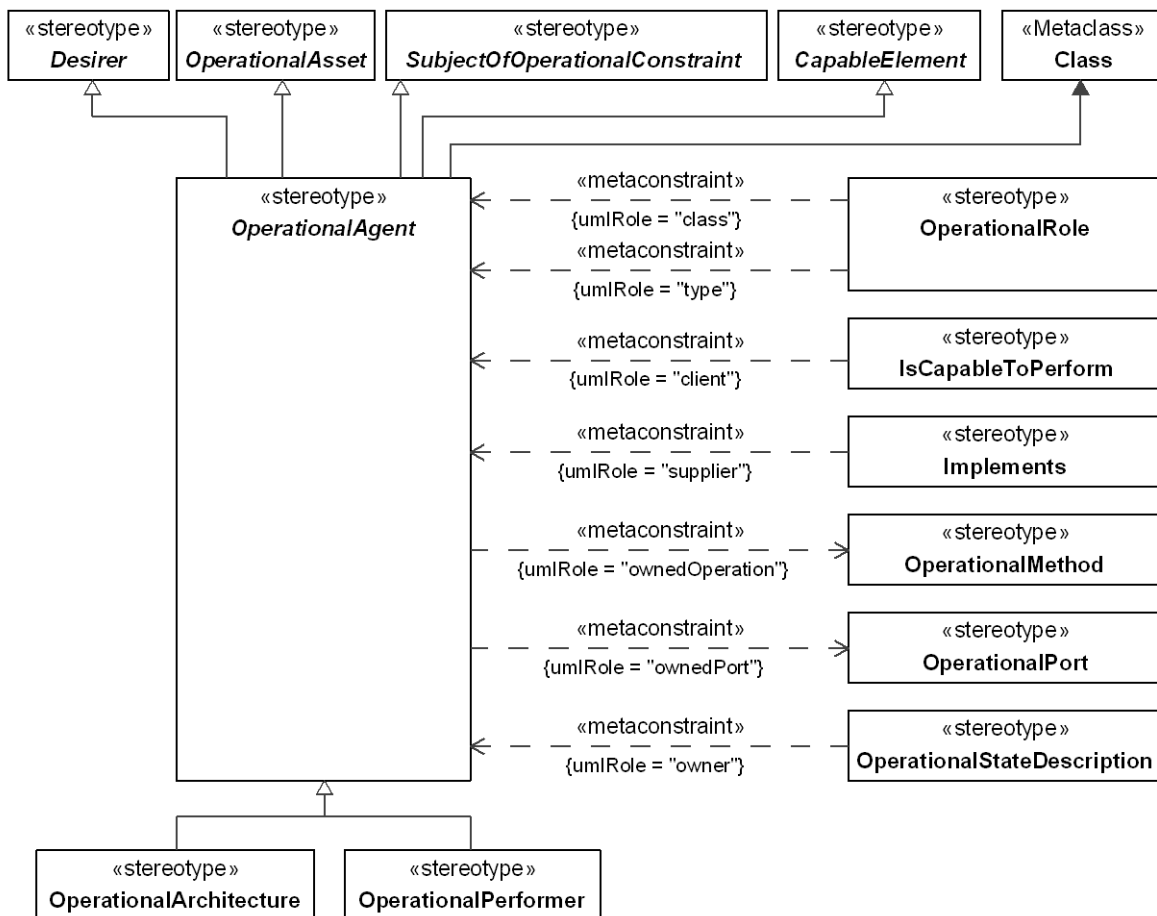 «stereotype»
Desirer
«stereotype»
OperationalAsset
«stereotype»
SubjectOfOperationalConstraint
«stereotype»
CapableElement
«Metaclass»
Class
«stereotype»
OperationalAgent
«metaconstraint»
{umlRole = "class"}
«metaconstraint»
{umlRole = "type"}
«stereotype»
OperationalRole
«metaconstraint»
{umlRole = "client"}
«stereotype»
IsCapableToPerform
«metaconstraint»
{umlRole = "supplier"}
«stereotype»
Implements
«metaconstraint»
{umlRole = "ownedOperation"}
«stereotype»
OperationalMethod
«metaconstraint»
{umlRole = "ownedPort"}
«stereotype»
OperationalPort
«metaconstraint»
{umlRole = "owner"}
«stereotype»
OperationalStateDescription
«stereotype»
OperationalArchitecture
«stereotype»
OperationalPerformer